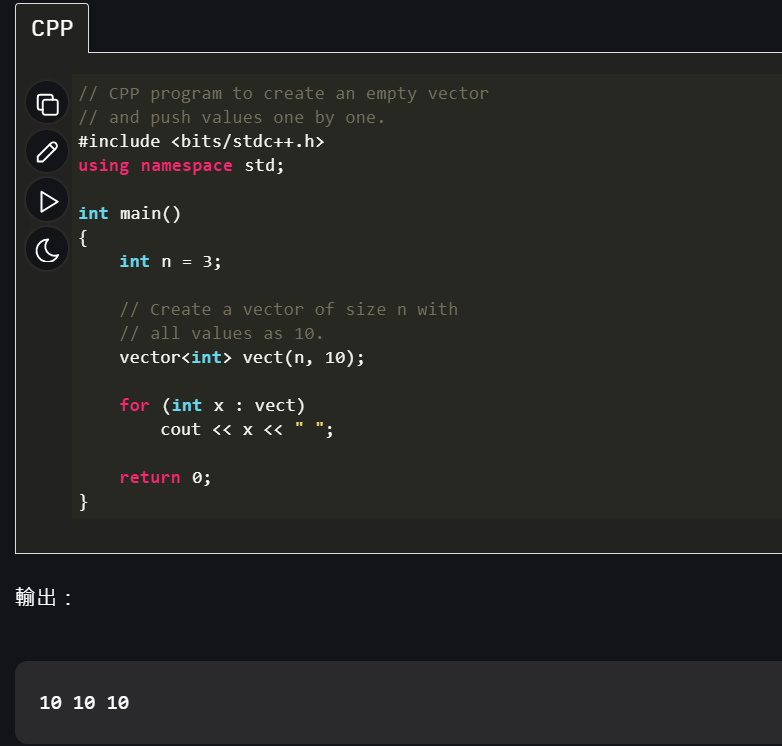 CPP
// CPP program to create an empty vector
// and push values one by one.
#include <bits/stdc++.h>
using namespace std;
int main()
{
    int n = 3;
    // Create a vector of size n with
    // all values as 10.
    vector<int> vect(n, 10);
    for (int x : vect)
        cout << x << " ";
    return 0;
}
輸出：
10 10 10